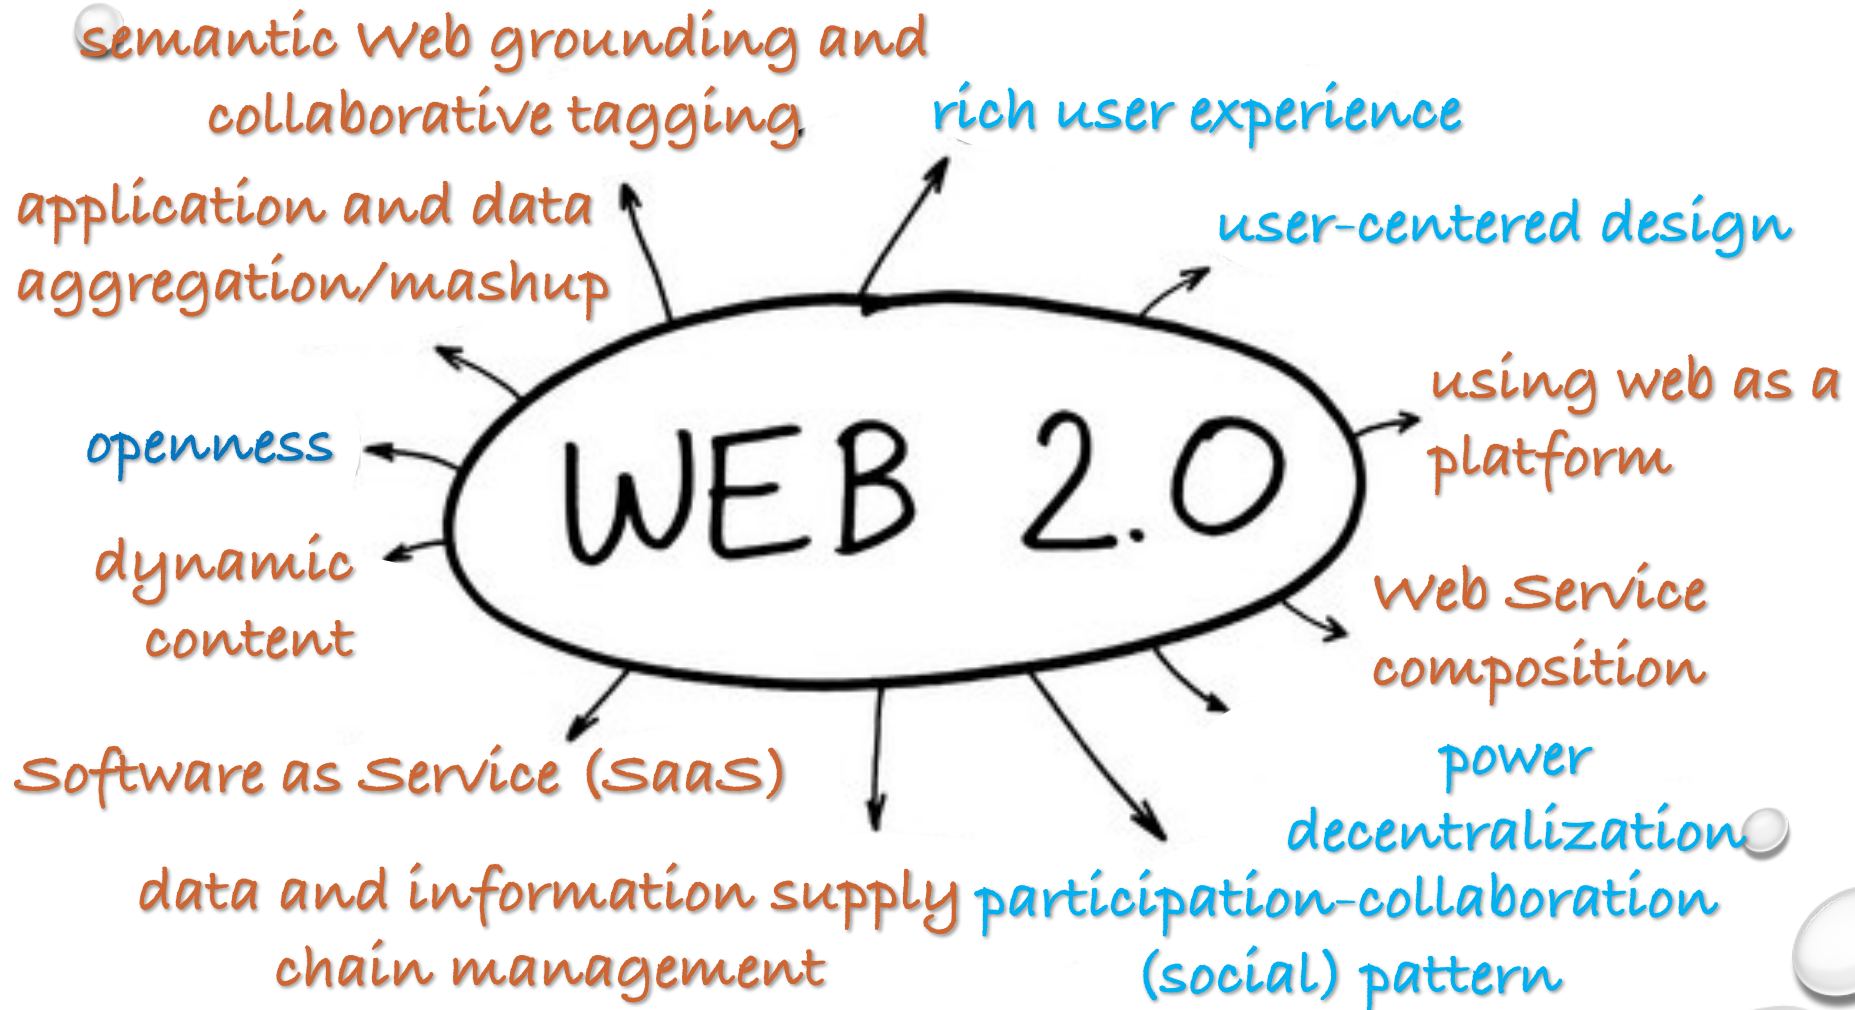 semantic Web grounding and
collaborative tagging
rich user experience
application and data
aggregation/mashup
user-centered design
openness
WEB 2.0
using web as a
platform
dynamic
content
Web Service
composition
Software as Service (SaaS)
power
decentralization
data and information supply
chain management
participation-collaboration
(social) pattern